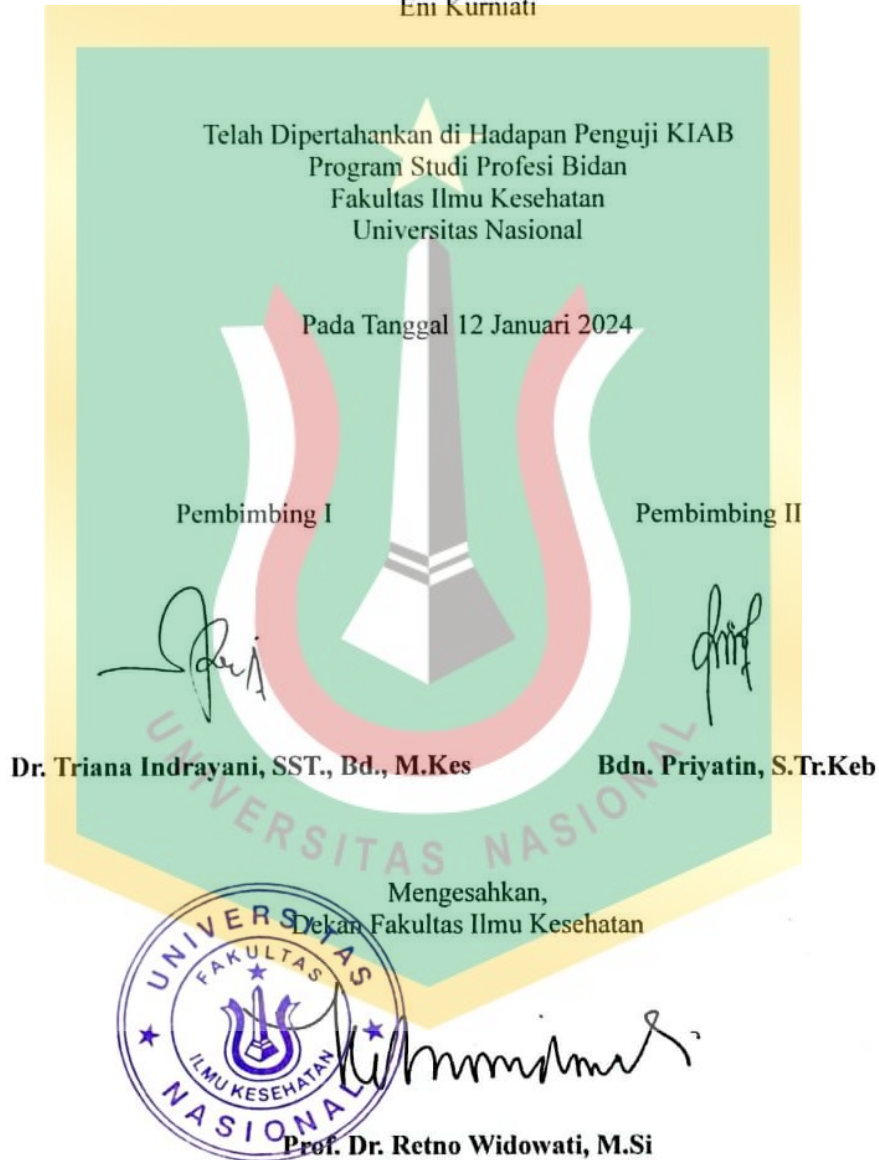 Eni Kurniati
Telah Dipertahankan di Hadapan Penguji KIAB
Program Studi Profesi Bidan
Fakultas Ilmu Kesehatan
Universitas Nasional
Pada Tanggal 12 Januari 2024
Pembimbing I Pembimbing II
Dr. Triana Indrayani, SST., Bd., M.Kes Bdn. Priyatin, S.Tr.Keb
UNIVERSITAS NASIONAL
Mengesahkan,
Dekan Fakultas Ilmu Kesehatan
UNIVERSITAS
FAKULTAS
ILMU KESEHATAN
NASIONAL
Prof. Dr. Retno Widowati, M.Si